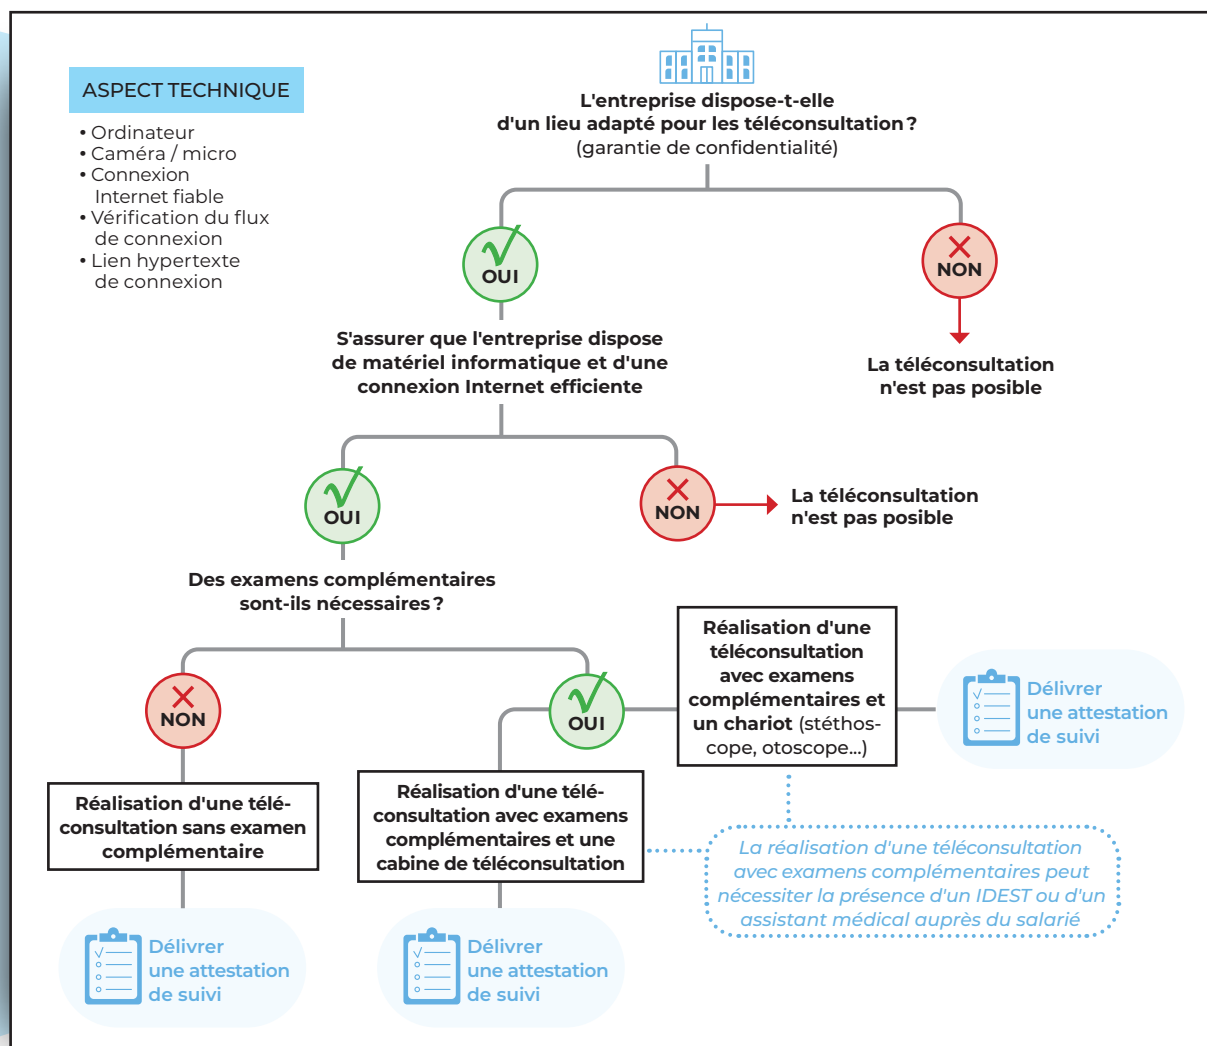 ASPECT TECHNIQUE
• Ordinateur
• Caméra / micro
• Connexion
Internet fiable
• Vérification du flux
de connexion
• Lien hypertexte
de connexion
L'entreprise dispose-t-elle
d'un lieu adapté pour les téléconsultation ?
(garantie de confidentialité)
OUI
NON
S'assurer que l'entreprise dispose
de matériel informatique et d'une
connexion Internet efficiente
La téléconsultation
n'est pas posible
OUI
NON
La téléconsultation
n'est pas posible
Des examens complémentaires
sont-ils nécessaires ?
NON
OUI
Réalisation d'une
téléconsultation
avec examens
complémentaires et
un chariot (stéthos-
cope, otoscope...)
Délivrer
une attestation
de suivi
Réalisation d'une télé-
consultation sans examen
complémentaire
Réalisation d'une télé-
consultation avec examens
complémentaires et une
cabine de téléconsultation
La réalisation d'une téléconsultation
avec examens complémentaires peut
nécessiter la présence d'un IDEST ou d'un
assistant médical auprès du salarié
Délivrer
une attestation
de suivi
Délivrer
une attestation
de suivi